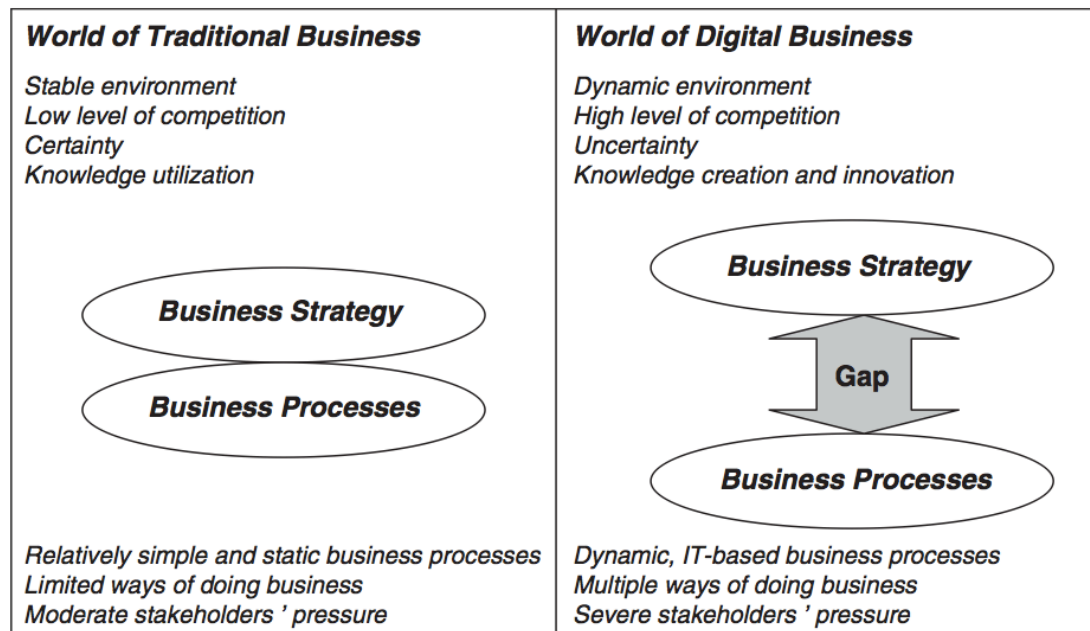 World of Traditional Business
Stable environment
Low level of competition
Certainty
Knowledge utilization
Business Strategy
Business Processes
Relatively simple and static business processes
Limited ways of doing business
Moderate stakeholders ’ pressure
World of Digital Business
Dynamic environment
High level of competition
Uncertainty
Knowledge creation and innovation
Business Strategy
Gap
Business Processes
Dynamic, IT-based business processes
Multiple ways of doing business
Severe stakeholders ’ pressure